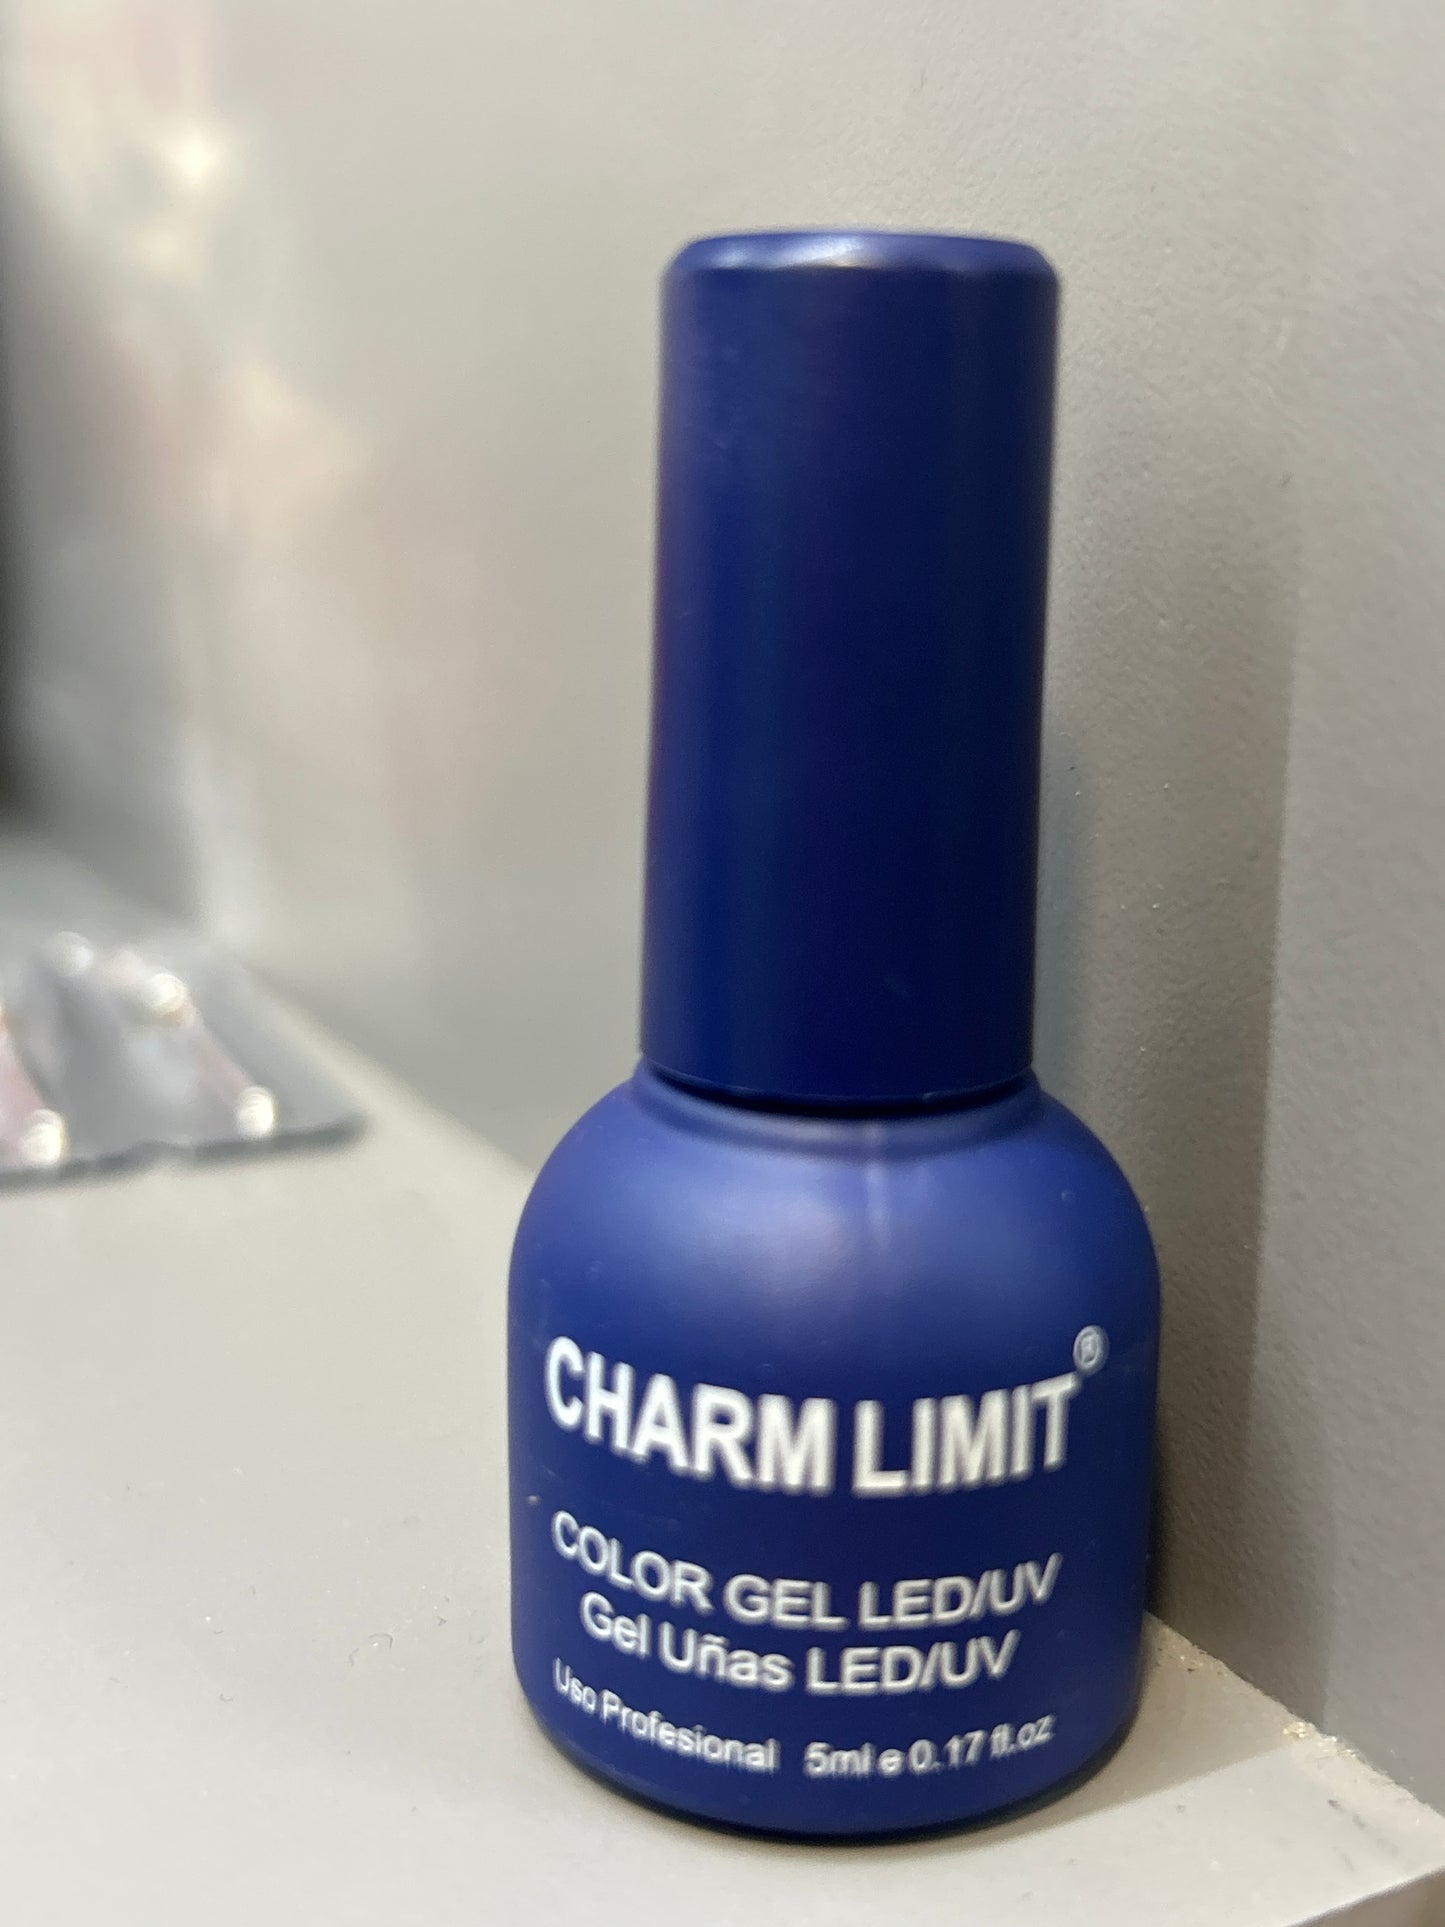 CHARM LIMIT®
COLOR GEL LED/UV
Gel Uñas LED/UV
Uso Profesional 5ml e 0.17 fl.oz